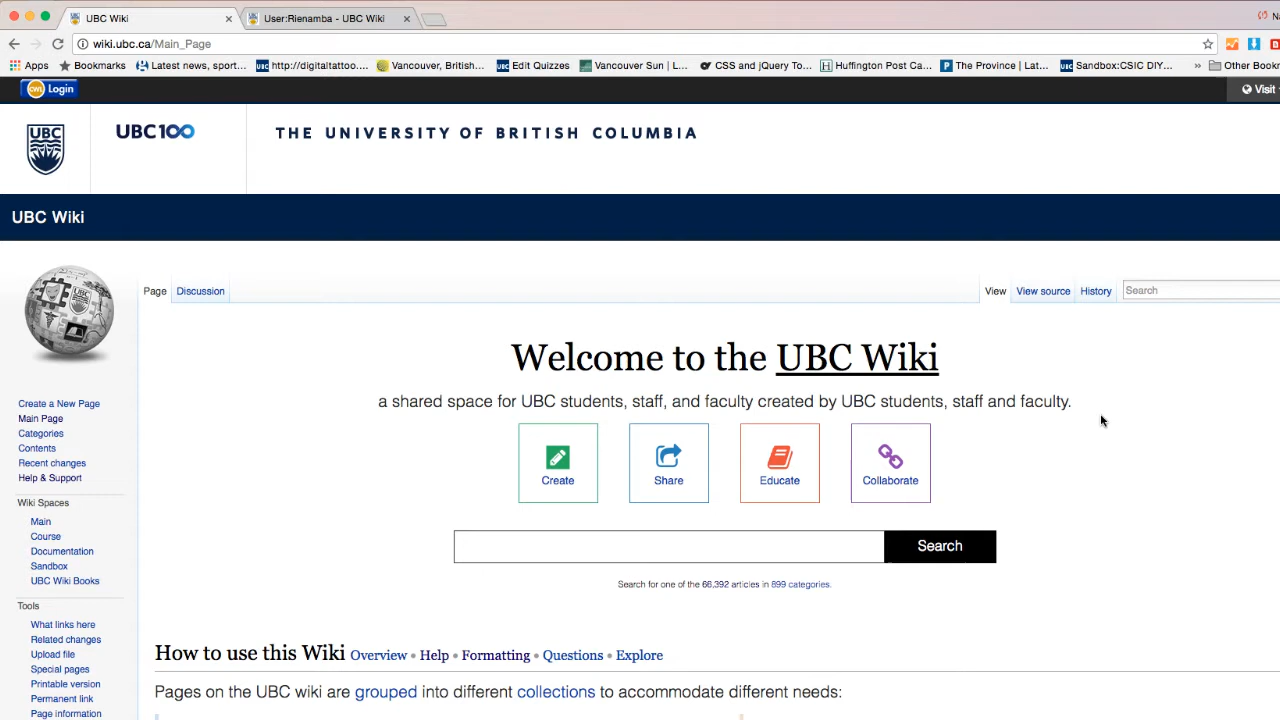 UBC Wiki
User:Rienamba - UBC Wiki
wiki.ubc.ca/Main_Page
Apps Bookmarks Latest news, sport... http://digitaltattoo... Vancouver, British... Edit Quizzes Vancouver Sun | L... CSS and jQuery To... Huffington Post Ca... The Province | Lat... Sandbox:CSIC DIY... » Other Bookm
CWL Login
Visit
UBC
UBC100
THE UNIVERSITY OF BRITISH COLUMBIA
UBC Wiki
Page Discussion View View source History Search
Welcome to the UBC Wiki
a shared space for UBC students, staff, and faculty created by UBC students, staff and faculty.
Create Share Educate Collaborate
Search
Search for one of the 66,392 articles in 899 categories.
How to use this Wiki Overview • Help • Formatting • Questions • Explore
Pages on the UBC wiki are grouped into different collections to accommodate different needs:
Create a New Page
Main Page
Categories
Contents
Recent changes
Help & Support
Wiki Spaces
Main
Course
Documentation
Sandbox
UBC Wiki Books
Tools
What links here
Related changes
Upload file
Special pages
Printable version
Permanent link
Page information